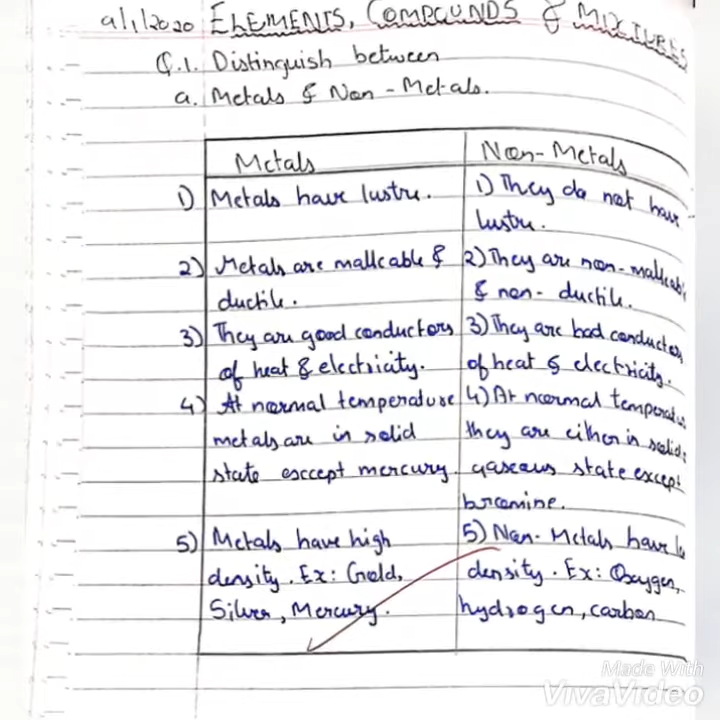 9/1/2020 ELEMENTS, COMPOUNDS & MIXTURES
Q.1. Distinguish between
a. Metals & Non-Metals.
Metals
Non-Metals
1) Metals have lustre.
1) They do not have
lustre.
2) Metals are malleable &
ductile.
2) They are non-malleab
& non-ductile.
3) They are good conductors
of heat & electricity.
3) They are bad conductors
of heat & electricity.
4) At normal temperature
metals are in solid
state except mercury.
4) At normal temperatu
they are either in solid
gaseous state except
bromine.
5) Metals have high
density. Ex: Gold,
Silver, Mercury.
5) Non-Metals have lo
density. Ex: Oxygen,
hydrogen, carbon
Made With
VivaVideo